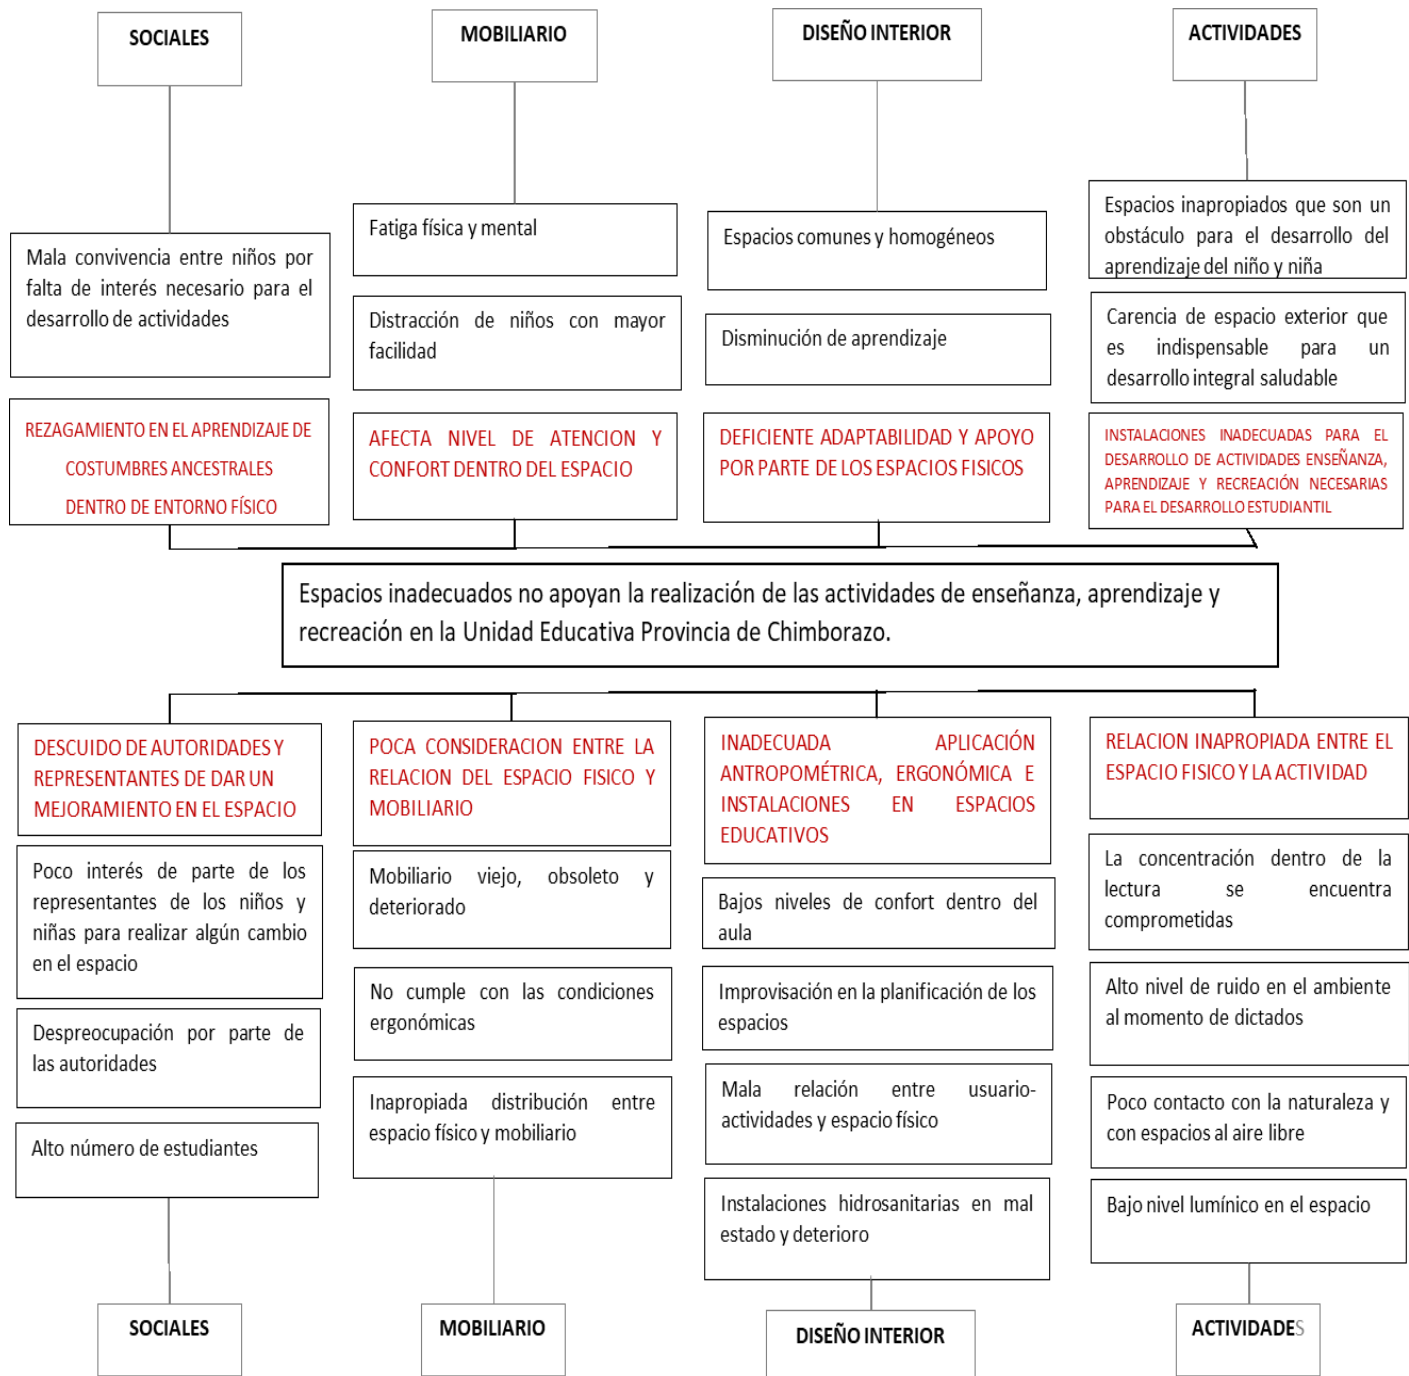 SOCIALES
MOBILIARIO
DISEÑO INTERIOR
ACTIVIDADES
Mala convivencia entre niños por
falta de interés necesario para el
desarrollo de actividades
Fatiga física y mental
Distracción de niños con mayor
facilidad
Espacios comunes y homogéneos
Disminución de aprendizaje
Espacios inapropiados que son un
obstáculo para el desarrollo del
aprendizaje del niño y niña
Carencia de espacio exterior que
es indispensable para un
desarrollo integral saludable
REZAGAMIENTO EN EL APRENDIZAJE DE
COSTUMBRES ANCESTRALES
DENTRO DE ENTORNO FÍSICO
AFECTA NIVEL DE ATENCION Y
CONFORT DENTRO DEL ESPACIO
DEFICIENTE ADAPTABILIDAD Y APOYO
POR PARTE DE LOS ESPACIOS FISICOS
INSTALACIONES INADECUADAS PARA EL
DESARROLLO DE ACTIVIDADES ENSEÑANZA,
APRENDIZAJE Y RECREACIÓN NECESARIAS
PARA EL DESARROLLO ESTUDIANTIL
Espacios inadecuados no apoyan la realización de las actividades de enseñanza, aprendizaje y
recreación en la Unidad Educativa Provincia de Chimborazo.
DESCUIDO DE AUTORIDADES Y
REPRESENTANTES DE DAR UN
MEJORAMIENTO EN EL ESPACIO
POCA CONSIDERACION ENTRE LA
RELACION DEL ESPACIO FISICO Y
MOBILIARIO
INADECUADA APLICACIÓN
ANTROPOMÉTRICA, ERGONÓMICA E
INSTALACIONES EN ESPACIOS
EDUCATIVOS
RELACION INAPROPIADA ENTRE EL
ESPACIO FISICO Y LA ACTIVIDAD
Poco interés de parte de los
representantes de los niños y
niñas para realizar algún cambio
en el espacio
Despreocupación por parte de
las autoridades
Alto número de estudiantes
Mobiliario viejo, obsoleto y
deteriorado
No cumple con las condiciones
ergonómicas
Inapropiada distribución entre
espacio físico y mobiliario
Bajos niveles de confort dentro del
aula
Improvisación en la planificación de los
espacios
Mala relación entre usuario-
actividades y espacio físico
Instalaciones hidrosanitarias en mal
estado y deterioro
La concentración dentro de la
lectura se encuentra
comprometidas
Alto nivel de ruido en el ambiente
al momento de dictados
Poco contacto con la naturaleza y
con espacios al aire libre
Bajo nivel lumínico en el espacio
SOCIALES
MOBILIARIO
DISEÑO INTERIOR
ACTIVIDADES